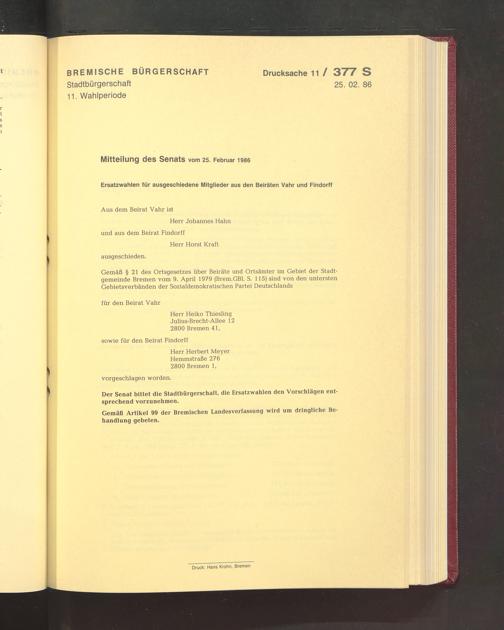 BREMISCHE BÜRGERSCHAFT
Stadtbürgerschaft
11. Wahlperiode
Drucksache 11 / 377 S
25. 02. 86
Mitteilung des Senats vom 25. Februar 1986
Ersatzwahlen für ausgeschiedene Mitglieder aus den Beiräten Vahr und Findorff
Aus dem Beirat Vahr ist
Herr Johannes Hahn
und aus dem Beirat Findorff
Herr Horst Kraft
ausgeschieden.
Gemäß § 21 des Ortsgesetzes über Beiräte und Ortsämter im Gebiet der Stadt-
gemeinde Bremen vom 9. April 1979 (Brem.GBl. S. 115) sind von den untersten
Gebietsverbänden der Sozialdemokratischen Partei Deutschlands
für den Beirat Vahr
Herr Heiko Thiesling
Julius-Brecht-Allee 12
2800 Bremen 41,
sowie für den Beirat Findorff
Herr Herbert Meyer
Hemmstraße 276
2800 Bremen 1,
vorgeschlagen worden.
Der Senat bittet die Stadtbürgerschaft, die Ersatzwahlen den Vorschlägen ent-
sprechend vorzunehmen.
Gemäß Artikel 99 der Bremischen Landesverfassung wird um dringliche Be-
handlung gebeten.
Druck: Hans Krohn, Bremen